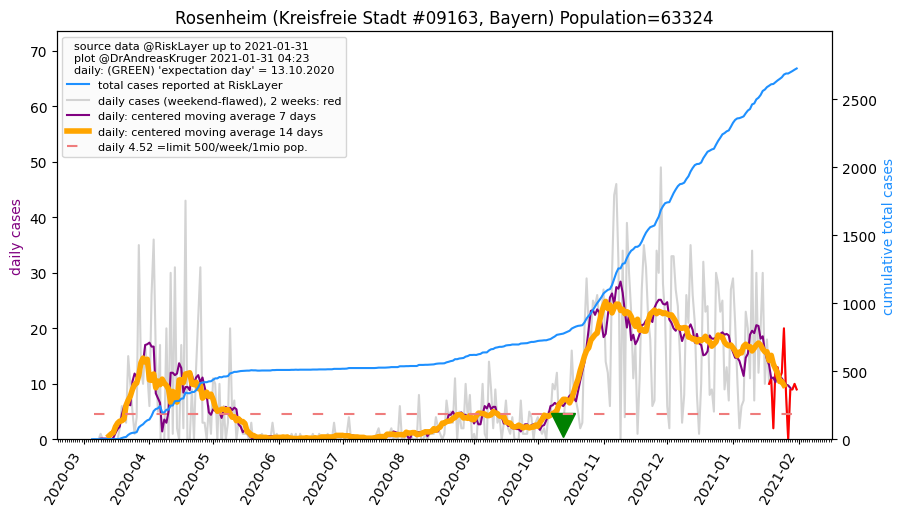 Rosenheim (Kreisfreie Stadt #09163, Bayern) Population=63324
source data @RiskLayer up to 2021-01-31
plot @DrAndreasKruger 2021-01-31 04:23
daily: (GREEN) 'expectation day' = 13.10.2020
total cases reported at RiskLayer
daily cases (weekend-flawed), 2 weeks: red
daily: centered moving average 7 days
daily: centered moving average 14 days
daily 4.52 =limit 500/week/1mio pop.
daily cases
70
60
50
40
30
20
10
0
cumulative total cases
2500
2000
1500
1000
500
0
2020-03
2020-04
2020-05
2020-06
2020-07
2020-08
2020-09
2020-10
2020-11
2020-12
2021-01
2021-02